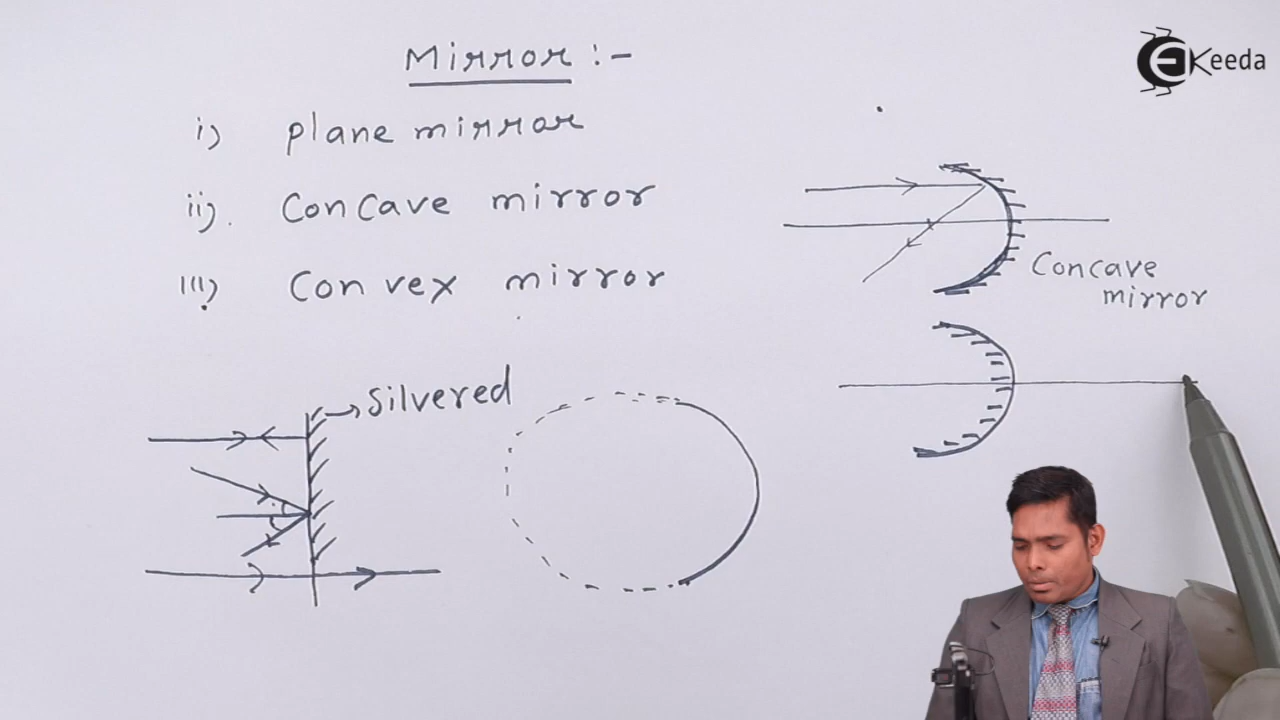 Mirror :-
i) plane mirror
ii). Concave mirror
iii) Convex mirror
Silvered
Concave
mirror
EKeeda